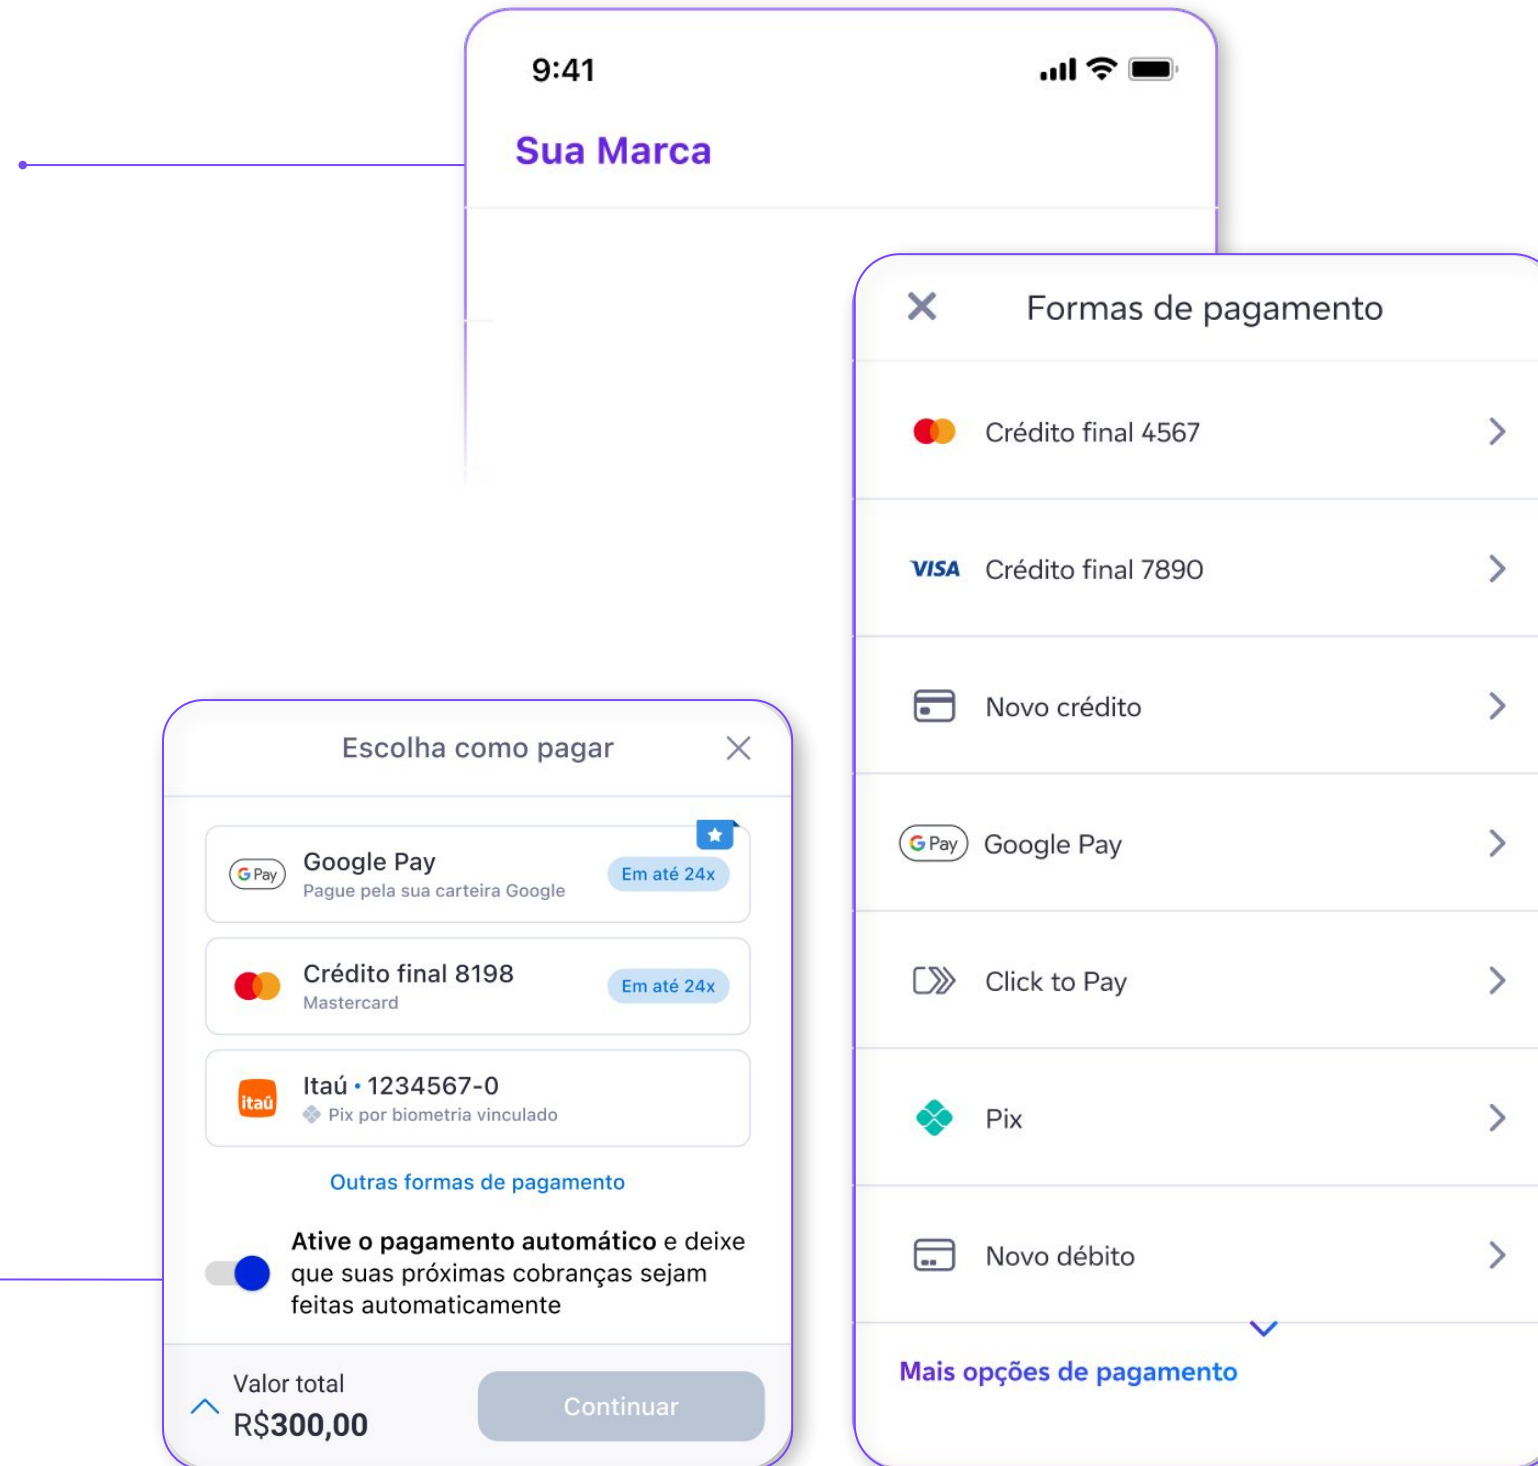 9:41
Sua Marca
Formas de pagamento
Crédito final 4567
VISA Crédito final 7890
Novo crédito
G Pay Google Pay
Click to Pay
Pix
Novo débito
Mais opções de pagamento
Escolha como pagar
G Pay Google Pay
Pague pela sua carteira Google
Em até 24x
Crédito final 8198
Mastercard
Em até 24x
itaú Itaú • 1234567-0
Pix por biometria vinculado
Outras formas de pagamento
Ative o pagamento automático e deixe
que suas próximas cobranças sejam
feitas automaticamente
Valor total
R$300,00
Continuar